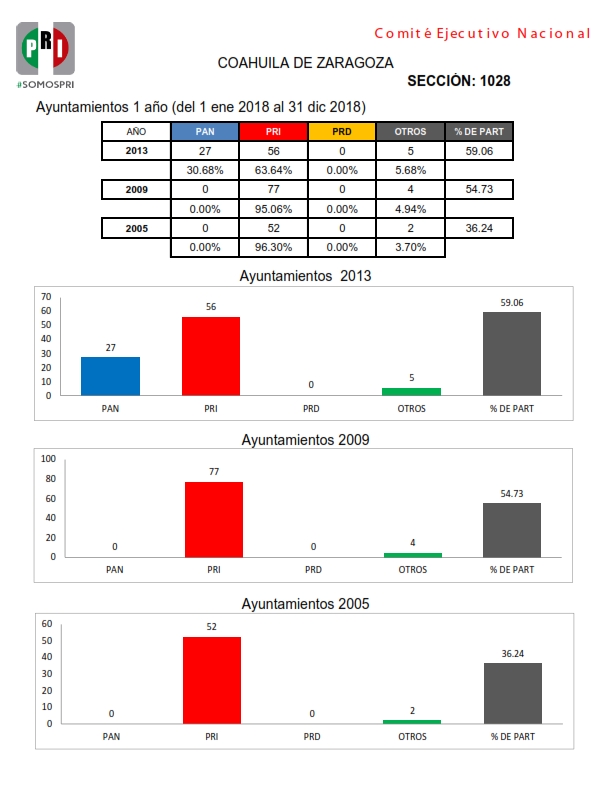 Comité Ejecutivo Nacional
PRI
#SOMOSPRI
COAHUILA DE ZARAGOZA
SECCIÓN: 1028
Ayuntamientos 1 año (del 1 ene 2018 al 31 dic 2018)
AÑO PAN PRI PRD OTROS % DE PART
2013 27 56 0 5 59.06
30.68% 63.64% 0.00% 5.68%
2009 0 77 0 4 54.73
0.00% 95.06% 0.00% 4.94%
2005 0 52 0 2 36.24
0.00% 96.30% 0.00% 3.70%
Ayuntamientos 2013
70
60
50
40
30
20
10
0
27 56 0 5 59.06
PAN PRI PRD OTROS % DE PART
Ayuntamientos 2009
100
80
60
40
20
0
0 77 0 4 54.73
PAN PRI PRD OTROS % DE PART
Ayuntamientos 2005
60
50
40
30
20
10
0
0 52 0 2 36.24
PAN PRI PRD OTROS % DE PART